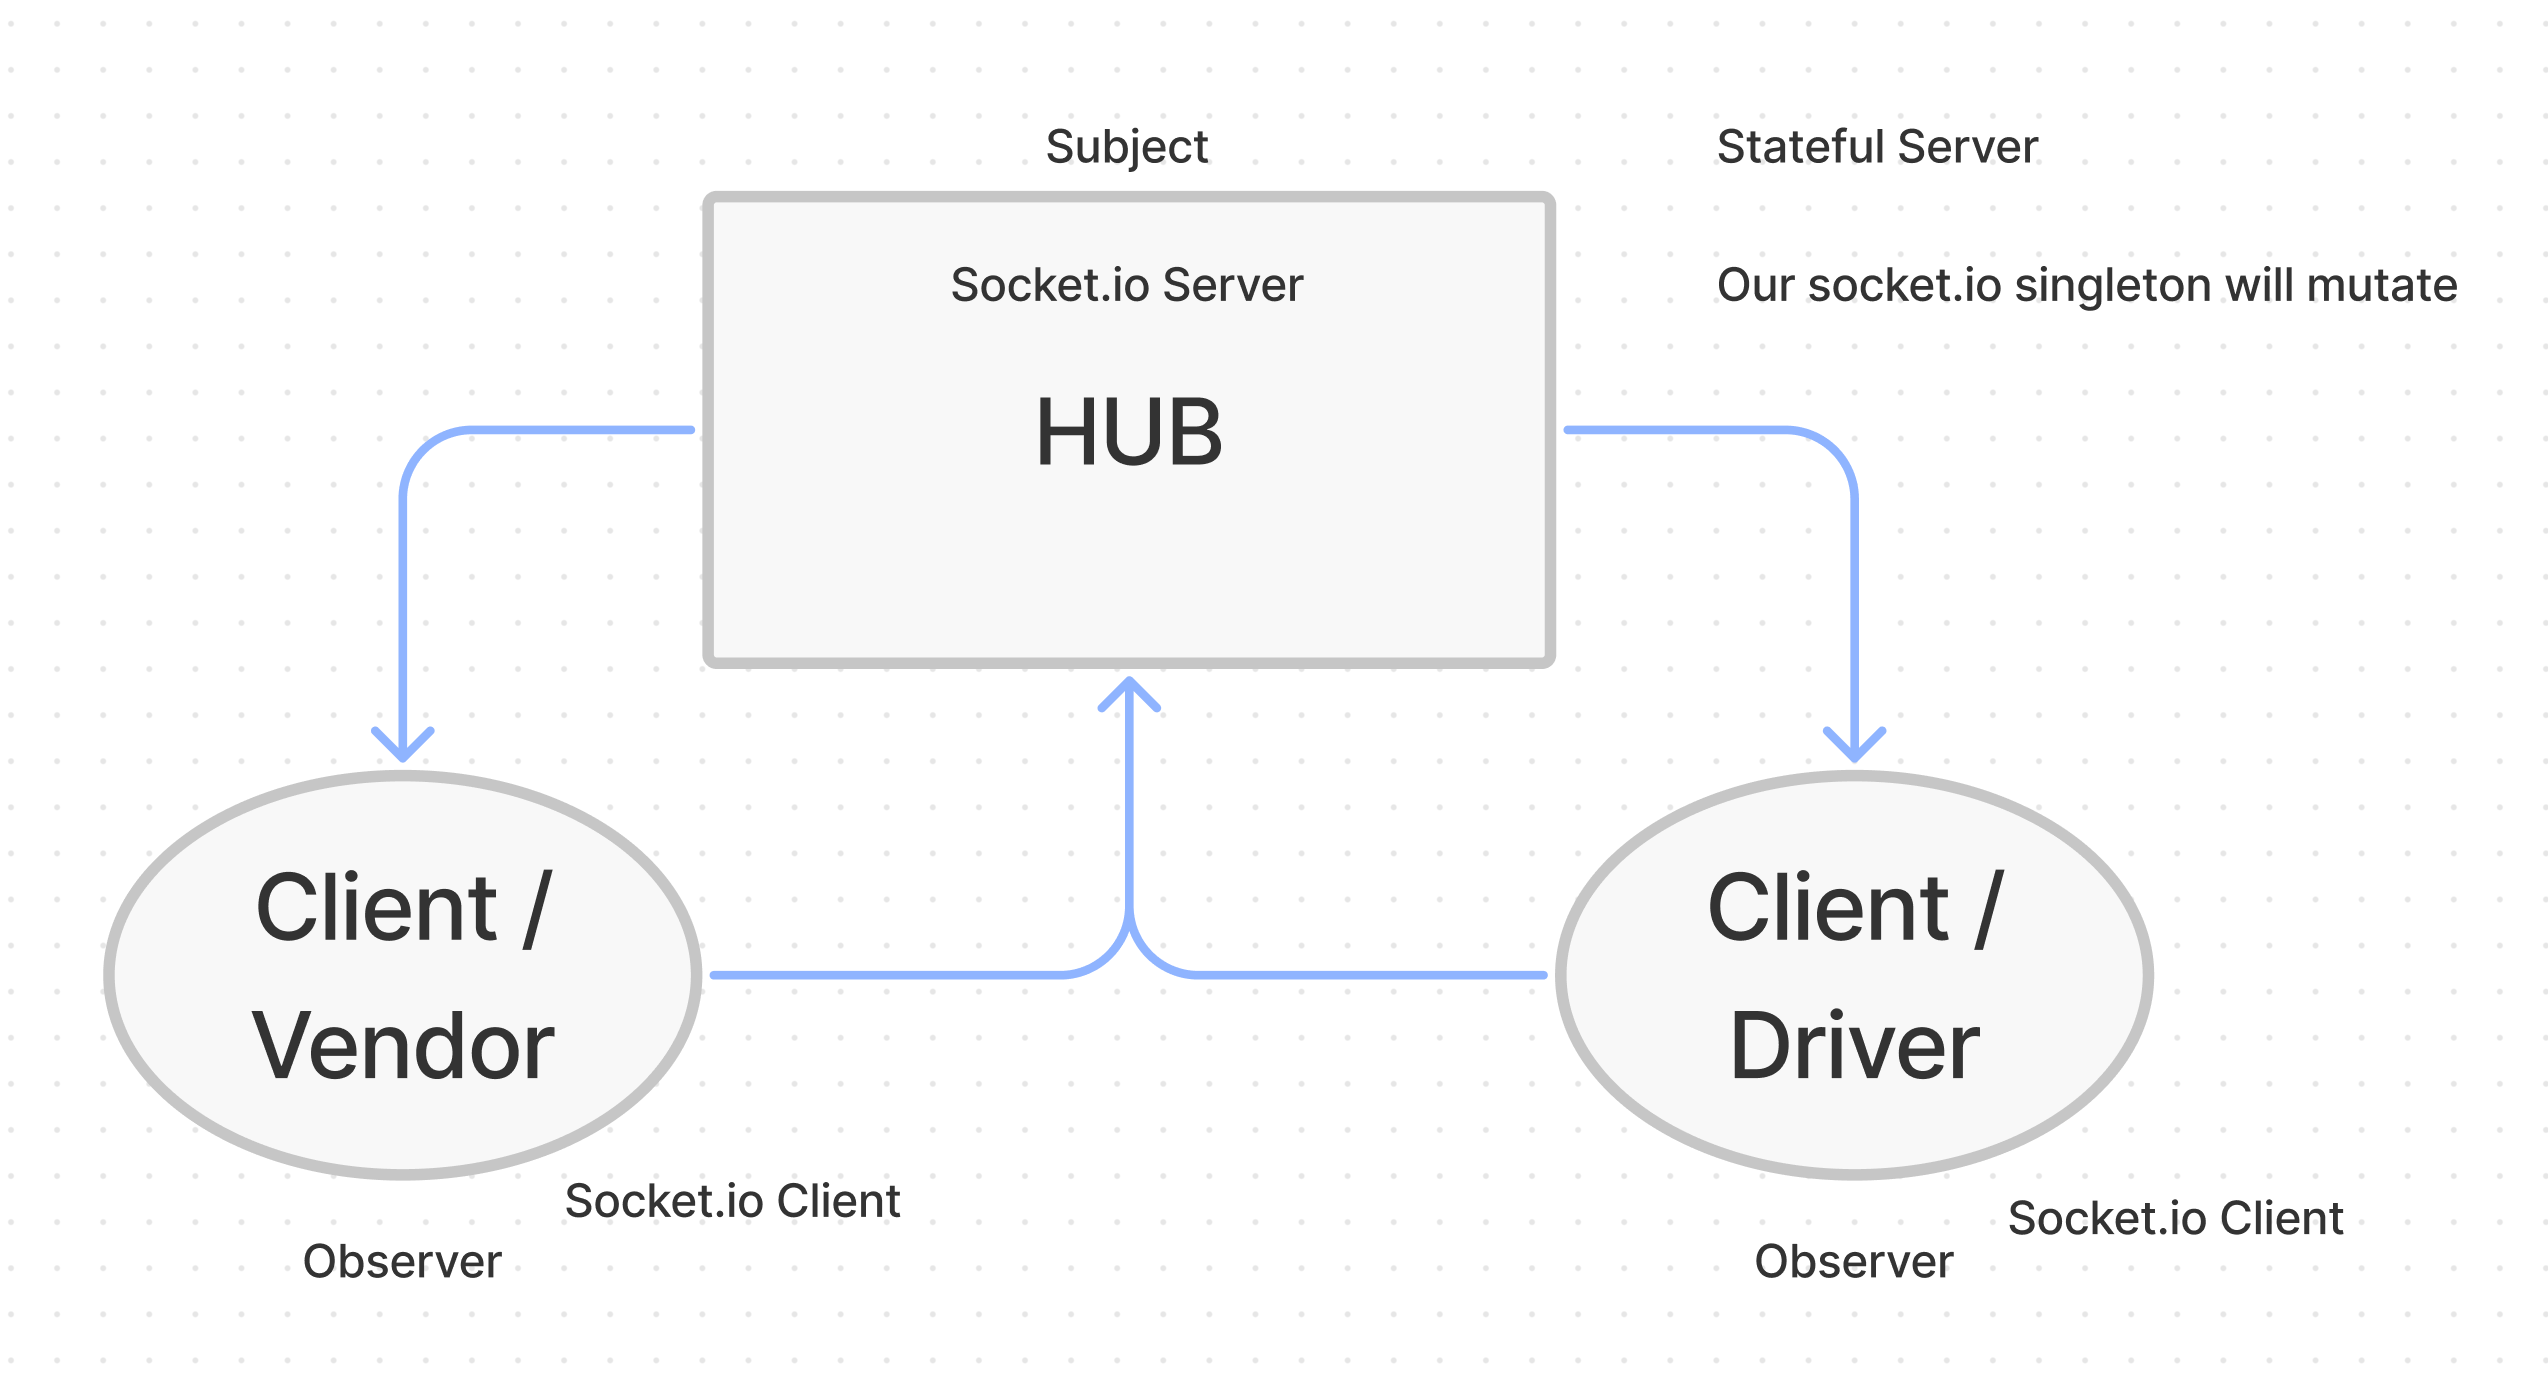 Subject
Stateful Server
Socket.io Server
Our socket.io singleton will mutate
HUB
Client /
Vendor
Client /
Driver
Socket.io Client
Observer
Socket.io Client
Observer